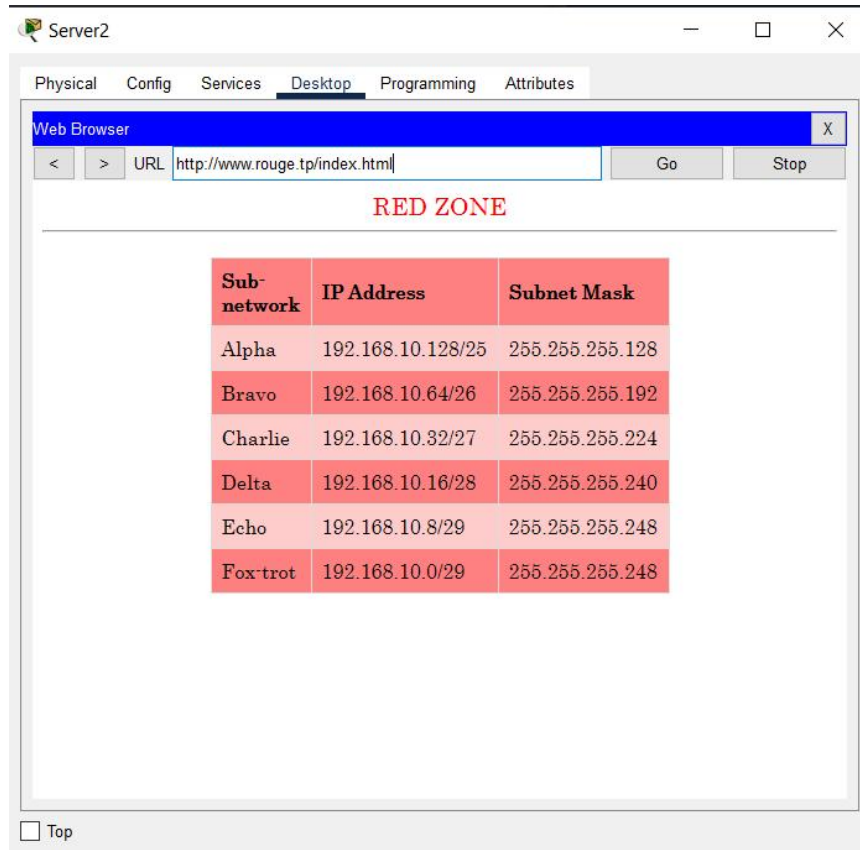 Server2
Physical Config Services Desktop Programming Attributes
Web Browser X
< > URL http://www.rouge.tp/index.html Go Stop
RED ZONE
Sub-
network IP Address Subnet Mask
Alpha 192.168.10.128/25 255.255.255.128
Bravo 192.168.10.64/26 255.255.255.192
Charlie 192.168.10.32/27 255.255.255.224
Delta 192.168.10.16/28 255.255.255.240
Echo 192.168.10.8/29 255.255.255.248
Fox-trot 192.168.10.0/29 255.255.255.248
Top